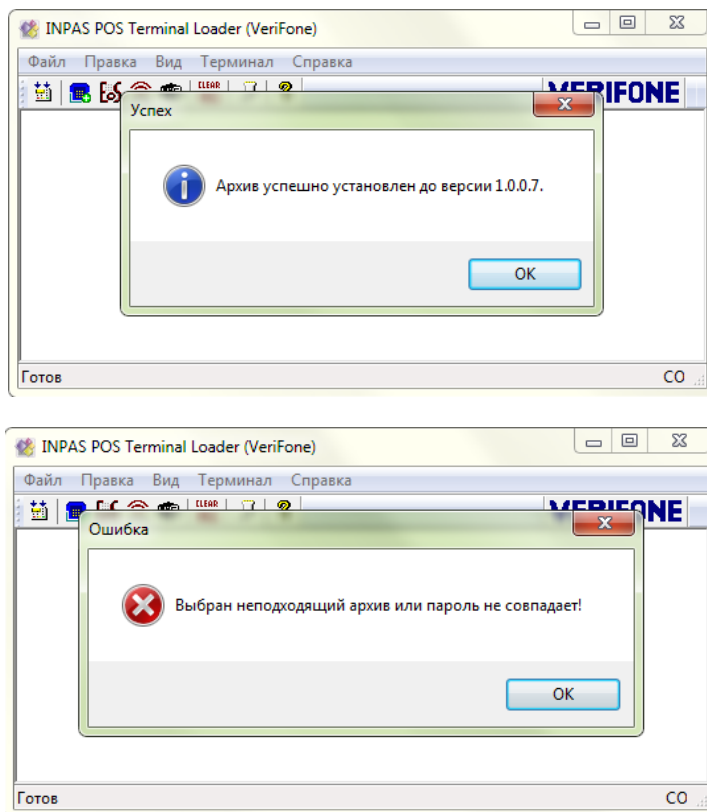 INPAS POS Terminal Loader (VeriFone)
Файл Правка Вид Терминал Справка
CLEAR
VERIFONE
Успех
Архив успешно установлен до версии 1.0.0.7.
OK
Готов CO
INPAS POS Terminal Loader (VeriFone)
Файл Правка Вид Терминал Справка
CLEAR
VERIFONE
Ошибка
Выбран неподходящий архив или пароль не совпадает!
OK
Готов CO